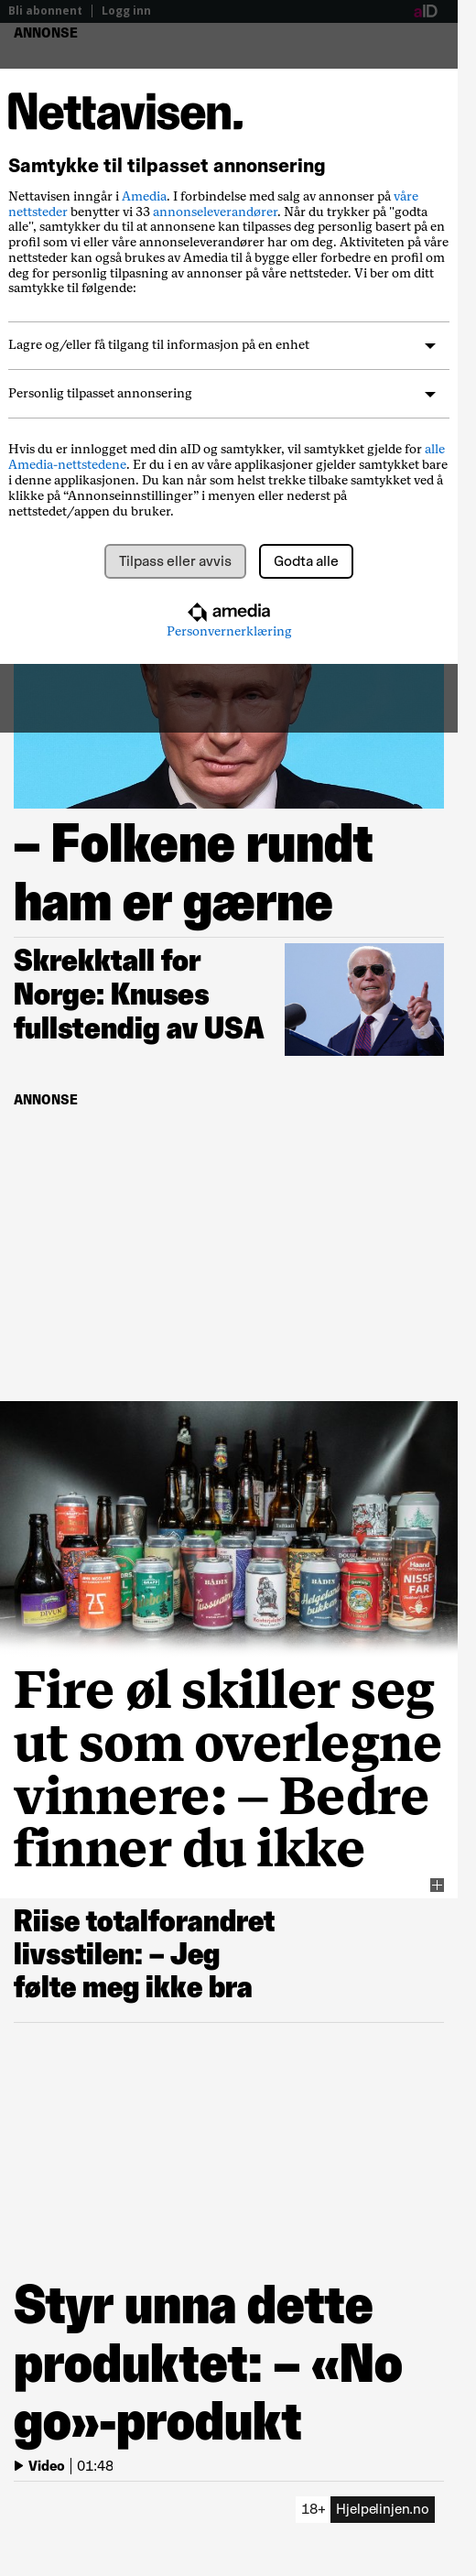 Bli abonnent | Logg inn
aID
ANNONSE
Nettavisen.
Samtykke til tilpasset annonsering
Nettavisen inngår i Amedia. I forbindelse med salg av annonser på våre
nettsteder benytter vi 33 annonseleverandører. Når du trykker på "godta
alle", samtykker du til at annonsene kan tilpasses deg personlig basert på en
profil som vi eller våre annonseleverandører har om deg. Aktiviteten på våre
nettsteder kan også brukes av Amedia til å bygge eller forbedre en profil om
deg for personlig tilpasning av annonser på våre nettsteder. Vi ber om ditt
samtykke til følgende:
Lagre og/eller få tilgang til informasjon på en enhet
Personlig tilpasset annonsering
Hvis du er innlogget med din aID og samtykker, vil samtykket gjelde for alle
Amedia-nettstedene. Er du i en av våre applikasjoner gjelder samtykket bare
i denne applikasjonen. Du kan når som helst trekke tilbake samtykket ved å
klikke på “Annonseinnstillinger” i menyen eller nederst på
nettstedet/appen du bruker.
Tilpass eller avvis
Godta alle
amedia
Personvernerklæring
– Folkene rundt
ham er gærne
Skrekktall for
Norge: Knuses
fullstendig av USA
ANNONSE
Fire øl skiller seg
ut som overlegne
vinnere: – Bedre
finner du ikke
Riise totalforandret
livsstilen: – Jeg
følte meg ikke bra
Styr unna dette
produktet: – «No
go»-produkt
Video | 01:48
18+ Hjelpelinjen.no